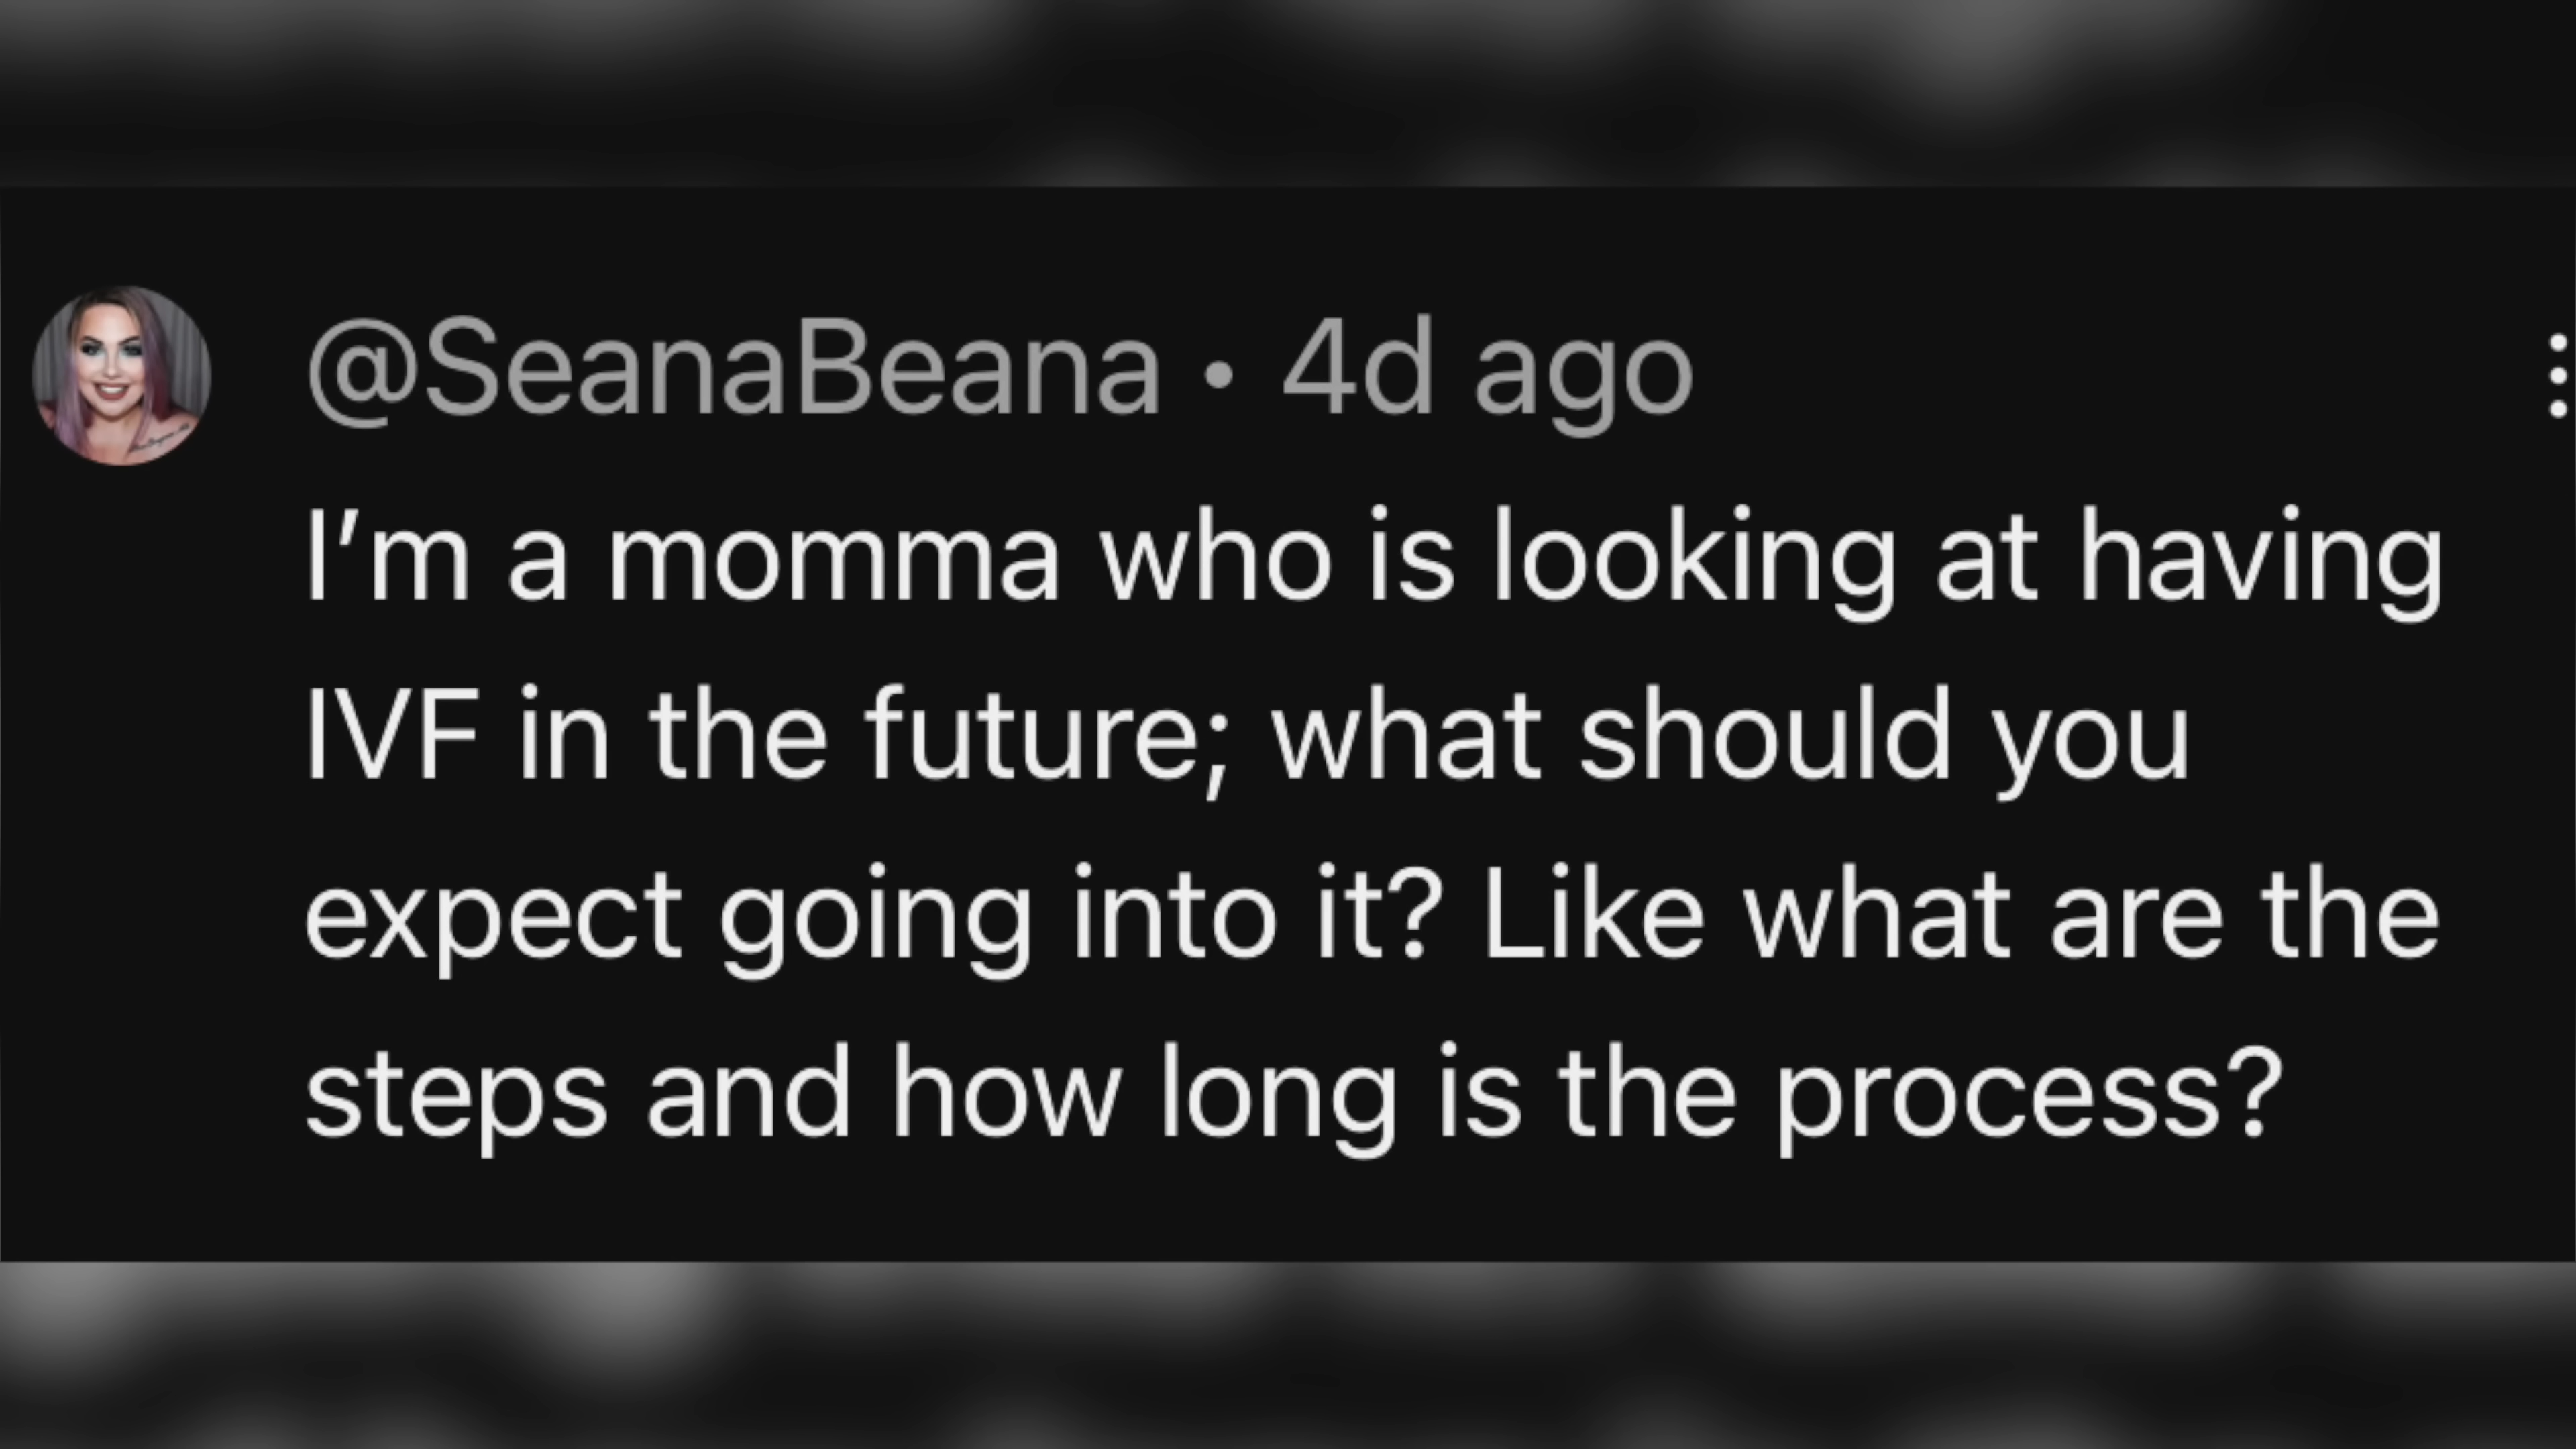 @SeanaBeana • 4d ago
I’m a momma who is looking at having
IVF in the future; what should you
expect going into it? Like what are the
steps and how long is the process?